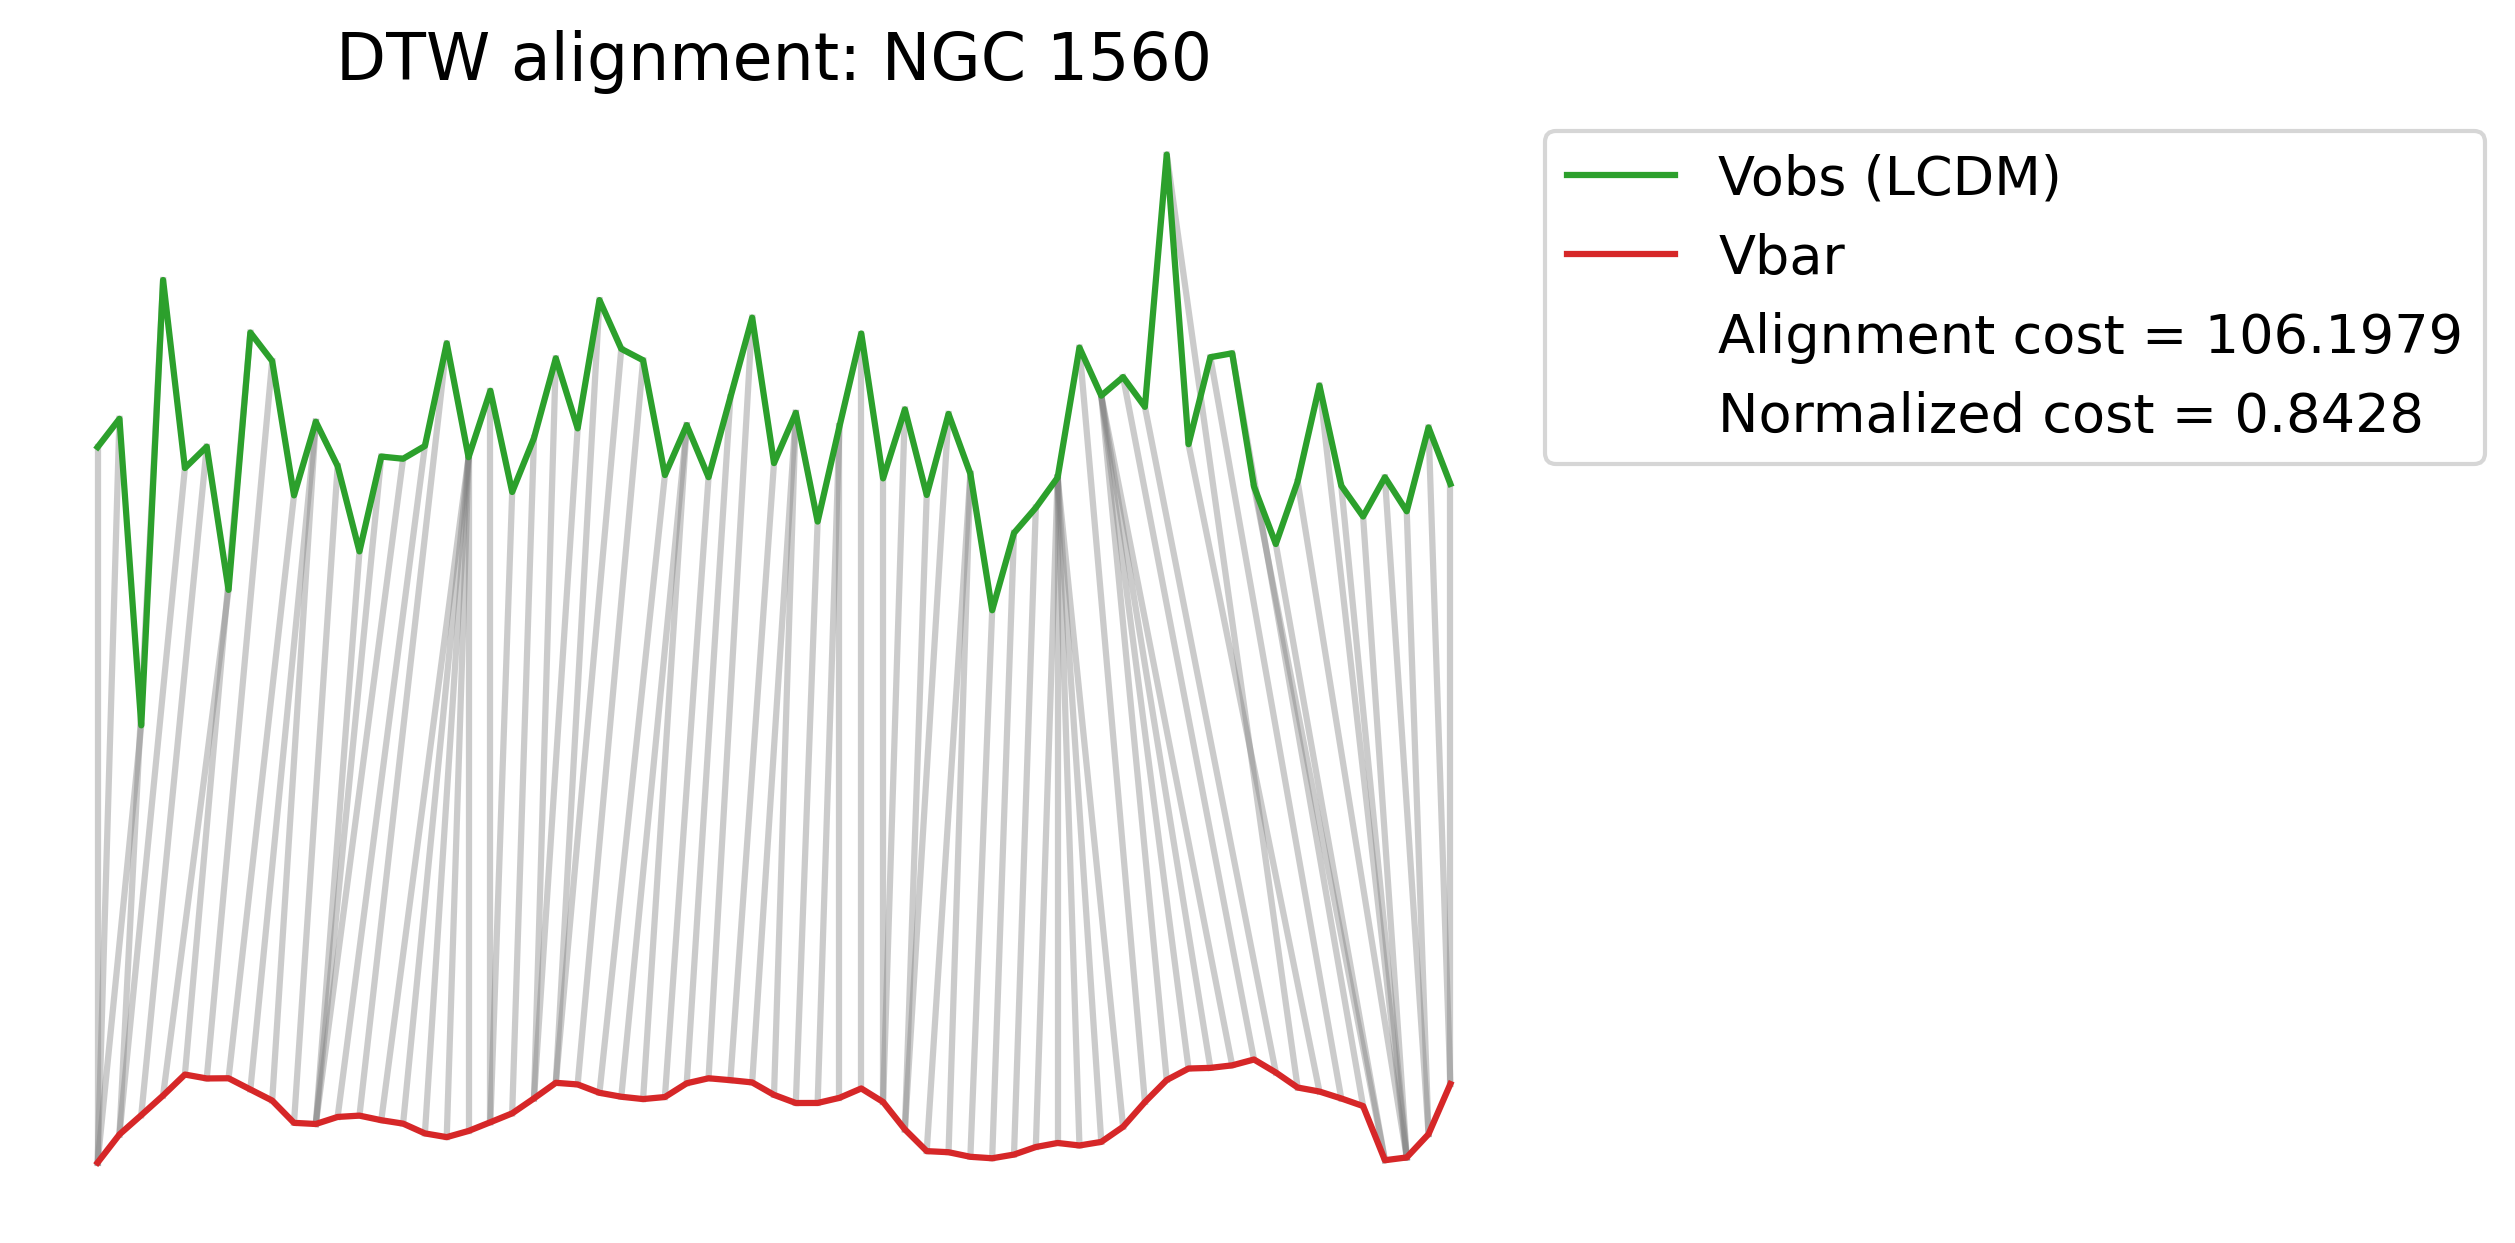 DTW alignment: NGC 1560
Vobs (LCDM)
Vbar
Alignment cost = 106.1979
Normalized cost = 0.8428